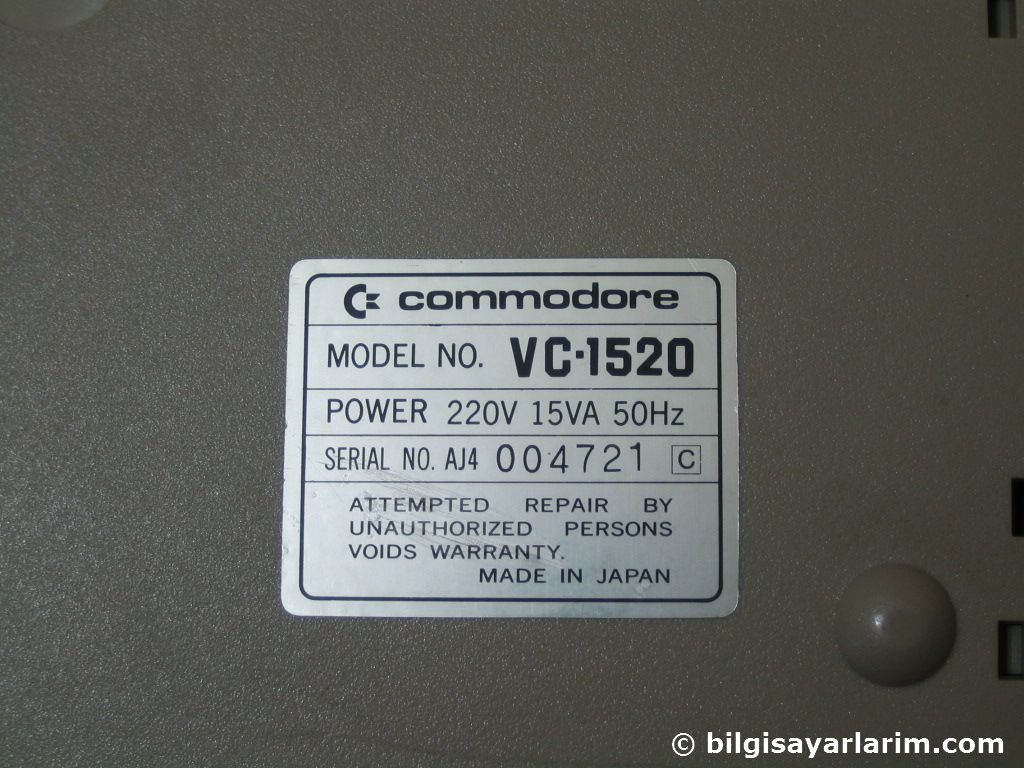 commodore
MODEL NO. VC-1520
POWER 220V 15VA 50Hz
SERIAL NO. AJ4 004721 C
ATTEMPTED REPAIR BY
UNAUTHORIZED PERSONS
VOIDS WARRANTY.
MADE IN JAPAN
© bilgisayarlarim.com